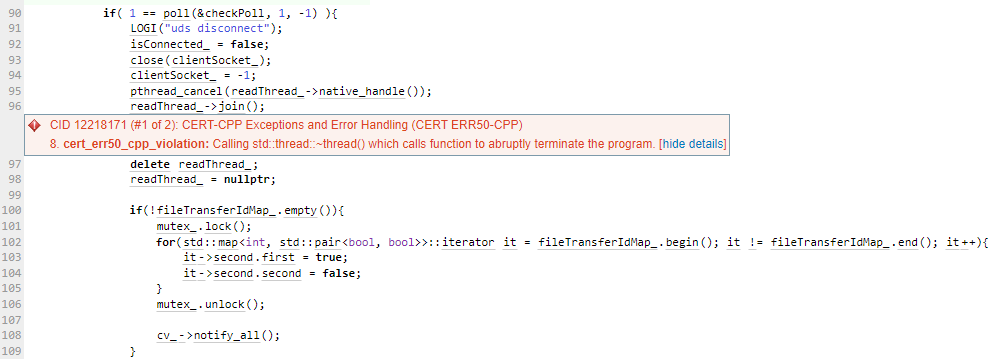 90 if( 1 == poll(&checkPoll, 1, -1) ){
91 LOGI("uds disconnect");
92 isConnected_ = false;
93 close(clientSocket_);
94 clientSocket_ = -1;
95 pthread_cancel(readThread_->native_handle());
96 readThread_->join();
CID 12218171 (#1 of 2): CERT-CPP Exceptions and Error Handling (CERT ERR50-CPP)
8. cert_err50_cpp_violation: Calling std::thread::~thread() which calls function to abruptly terminate the program. [hide details]
97 delete readThread_;
98 readThread_ = nullptr;
99
100 if(!fileTransferIdMap_.empty()){
101 mutex_.lock();
102 for(std::map<int, std::pair<bool, bool>>::iterator it = fileTransferIdMap_.begin(); it != fileTransferIdMap_.end(); it++){
103 it->second.first = true;
104 it->second.second = false;
105 }
106 mutex_.unlock();
107
108 cv_->notify_all();
109 }